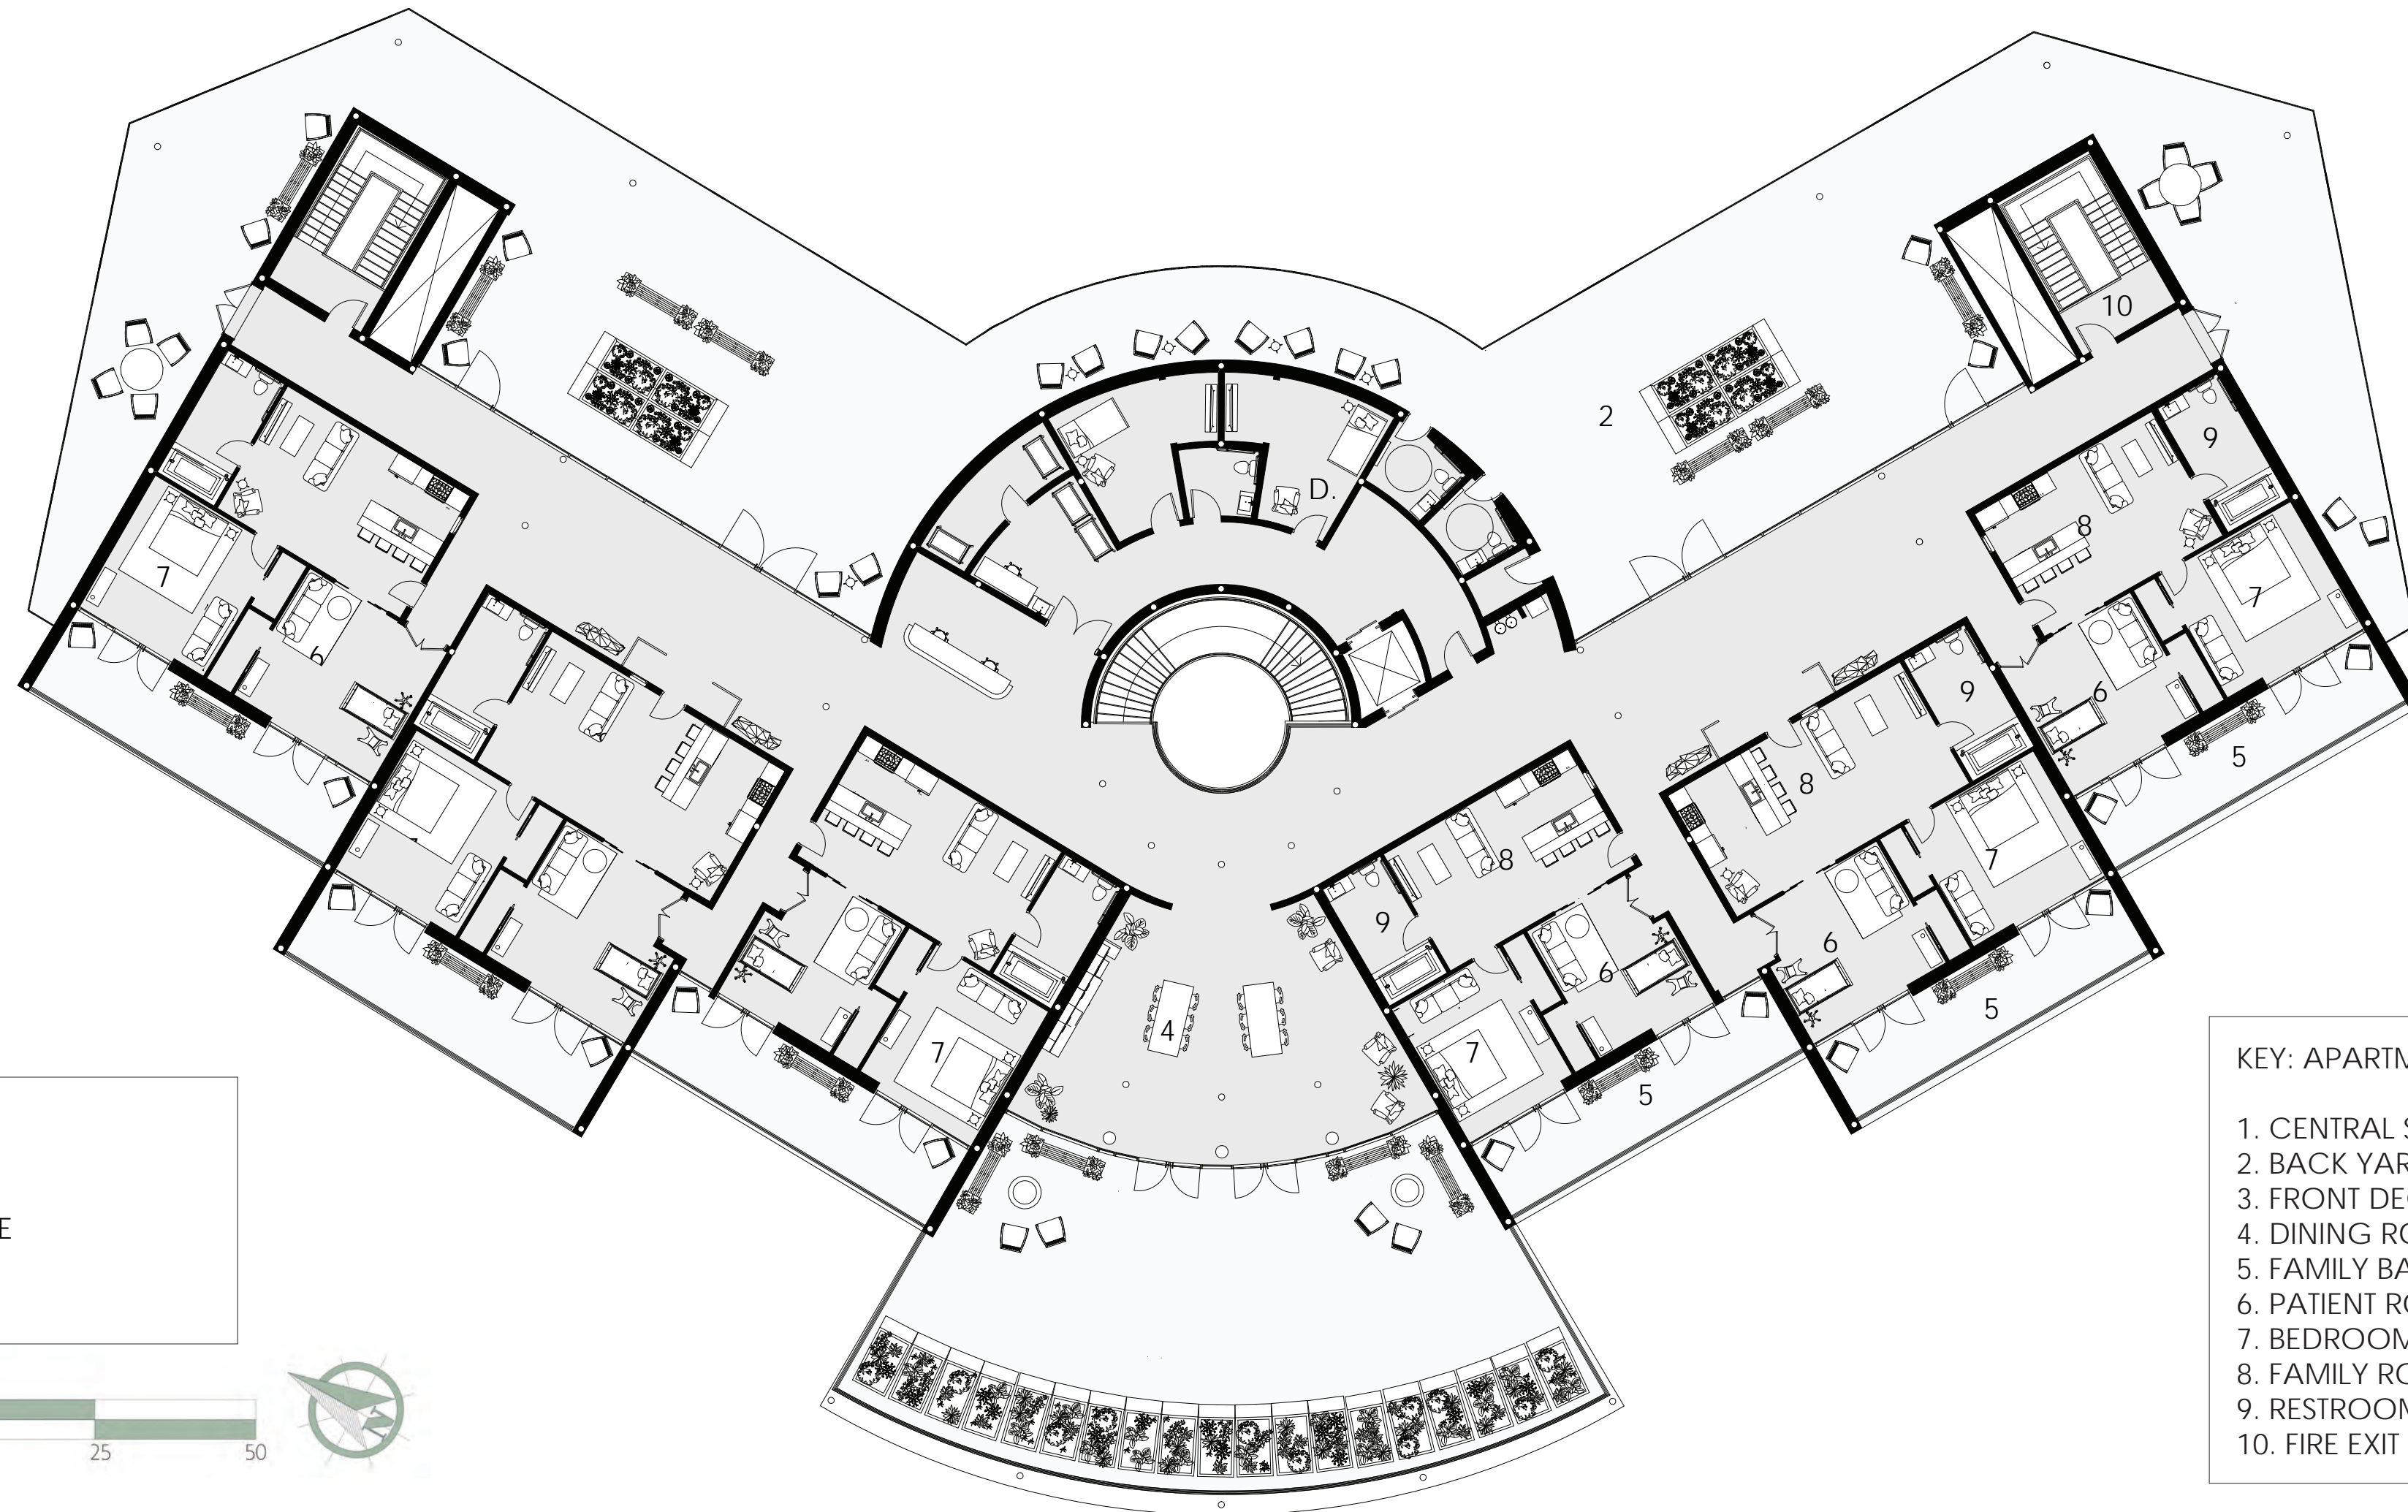 10
2
9
D.
8
7
7
6
6
9
5
8
8
7
9
6
6
5
4
7
7
5
KEY: APARTM
1. CENTRAL S
2. BACK YAR
3. FRONT DE
4. DINING RO
5. FAMILY BA
6. PATIENT RO
7. BEDROOM
8. FAMILY RO
9. RESTROOM
10. FIRE EXIT
E
25
50
N